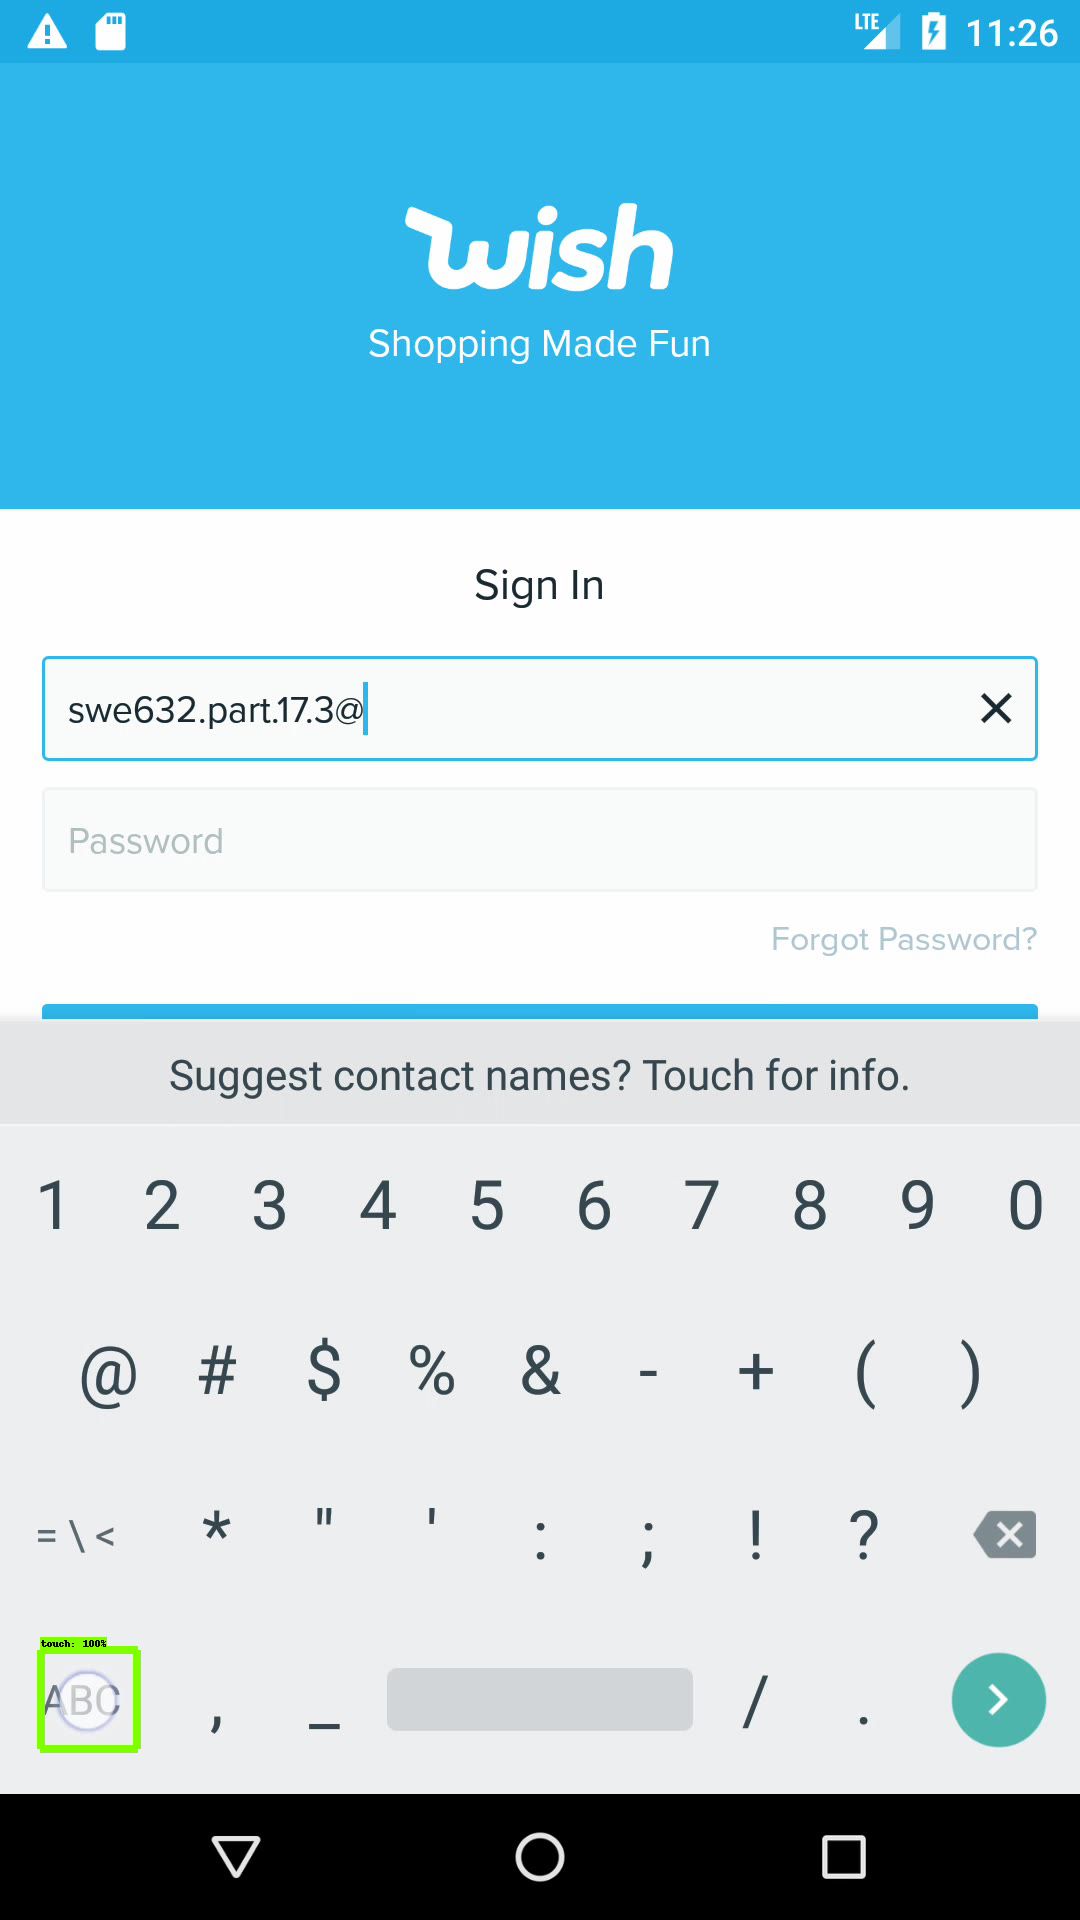 LTE 11:26
wish
Shopping Made Fun
Sign In
swe632.part.17.3@
Password
Forgot Password?
Suggest contact names? Touch for info.
1 2 3 4 5 6 7 8 9 0
@ # $ % & - + ( )
= \ < * " ' : ; ! ?
touch: 100%
ABC , _ / .